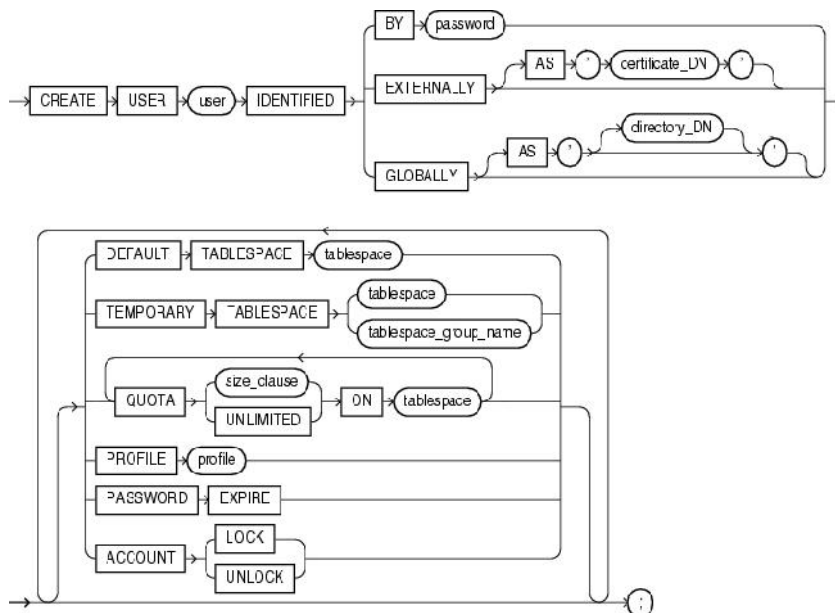 BY password
AS ' certificate_DN '
EXTERNALLY
CREATE USER user IDENTIFIED
directory_DN
AS ' '
GLOBALLY
DEFAULT TABLESPACE tablespace
tablespace
TEMPORARY TABLESPACE
tablespace_group_name
size_clause
QUOTA ON tablespace
UNLIMITED
PROFILE profile
PASSWORD EXPIRE
LOCK
ACCOUNT
UNLOCK
;